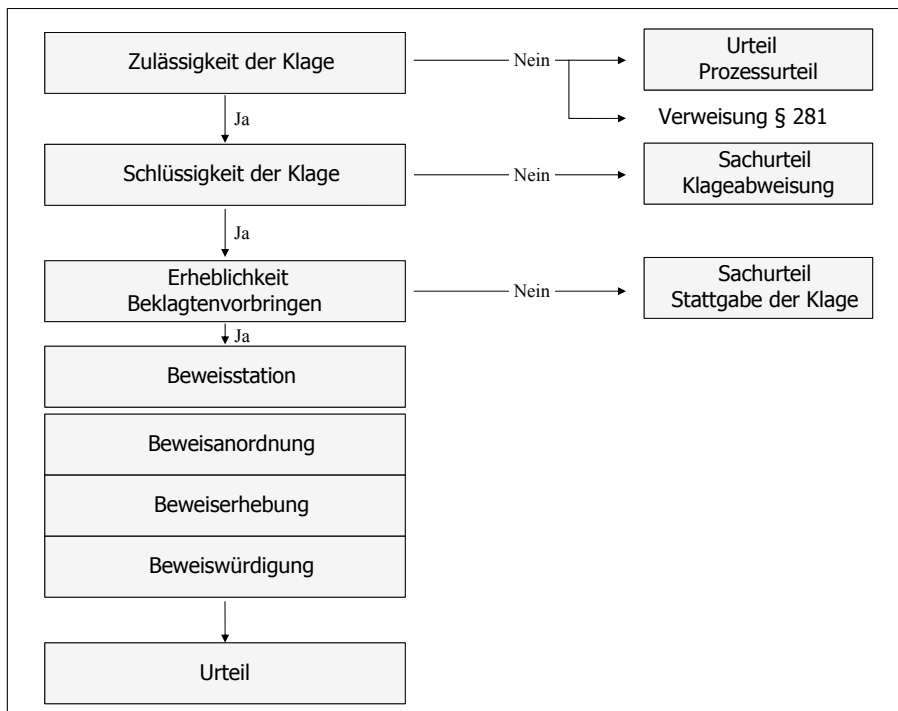 Zulässigkeit der Klage
Nein
Urteil
Prozessurteil
Verweisung § 281
Ja
Schlüssigkeit der Klage
Nein
Sachurteil
Klageabweisung
Ja
Erheblichkeit
Beklagtenvorbringen
Nein
Sachurteil
Stattgabe der Klage
Ja
Beweisstation
Beweisanordnung
Beweiserhebung
Beweiswürdigung
Urteil